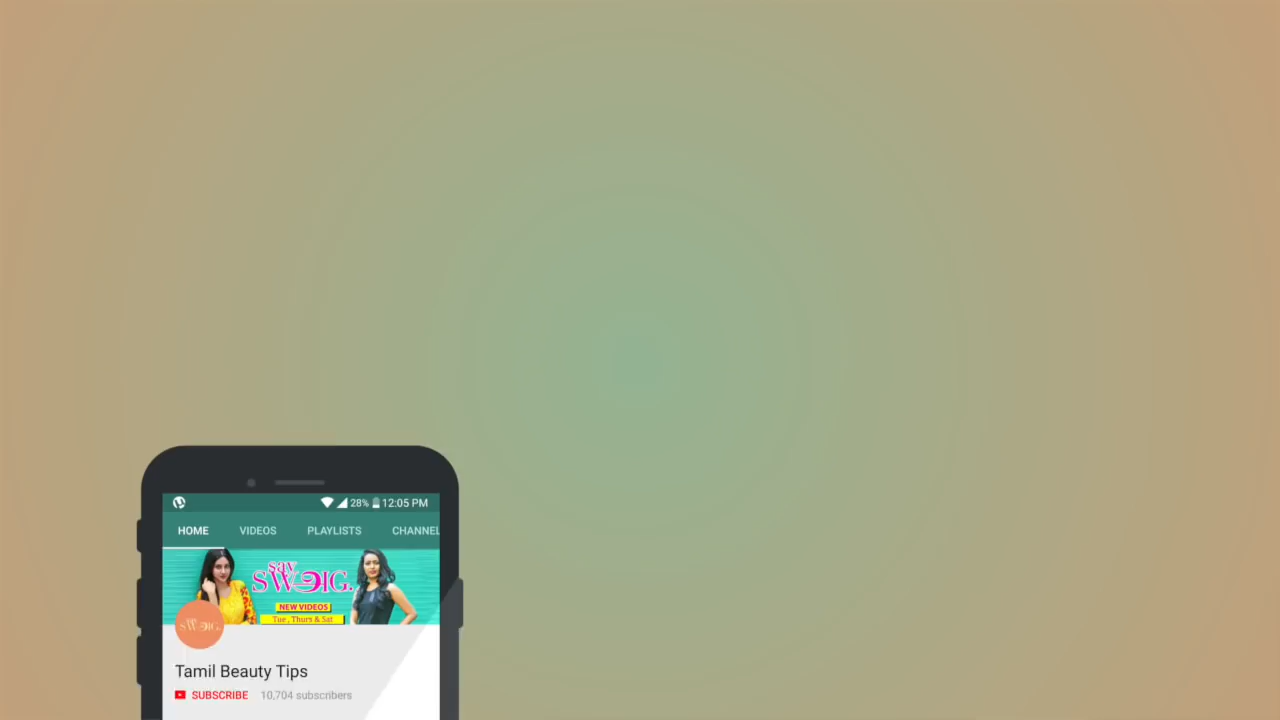 28% 12:05 PM
HOME VIDEOS PLAYLISTS CHANNEL
say
NEW VIDEOS
Tue , Thurs & Sat
Tamil Beauty Tips
SUBSCRIBE 10,704 subscribers